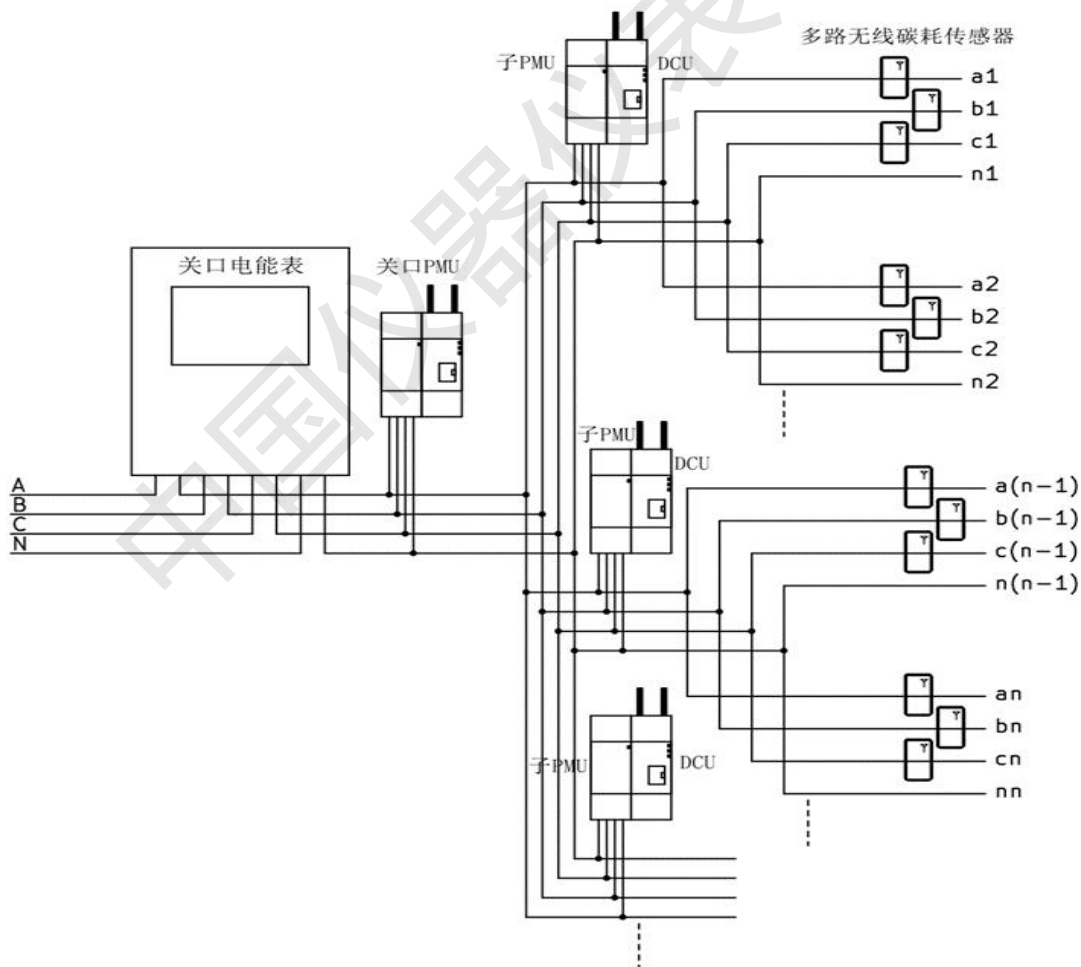 多路无线碳耗传感器
子PMU
DCU
a1
b1
c1
n1
关口电能表
关口PMU
a2
b2
c2
n2
子PMU
DCU
A
B
C
N
a(n-1)
b(n-1)
c(n-1)
n(n-1)
an
bn
cn
nn
子PMU
DCU
中国仪器仪表